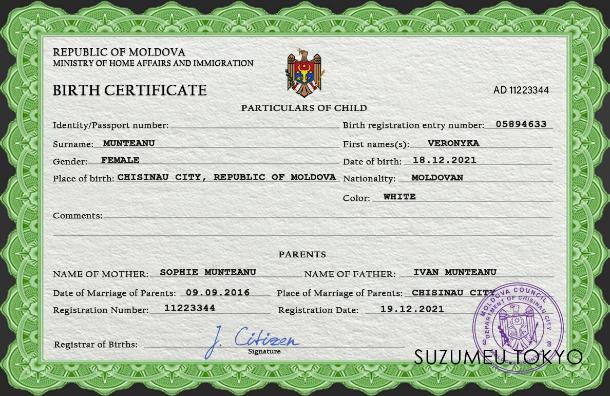 REPUBLIC OF MOLDOVA
MINISTRY OF HOME AFFAIRS AND IMMIGRATION
BIRTH CERTIFICATE
AD 11223344
PARTICULARS OF CHILD
Identity/Passport number:
Birth registration entry number: 05894633
Surname: MUNTEANU
First names(s): VERONYKA
Gender: FEMALE
Date of birth: 18.12.2021
Place of birth: CHISINAU CITY, REPUBLIC OF MOLDOVA
Nationality: MOLDOVAN
Color: WHITE
Comments:
PARENTS
NAME OF MOTHER: SOPHIE MUNTEANU
NAME OF FATHER: IVAN MUNTEANU
Date of Marriage of Parents: 09.09.2016
Place of Marriage of Parents: CHISINAU CITY
Registration Number: 11223344
Registration Date: 19.12.2021
Registrar of Births: J. Citizen
Signature
MOLDOVA COUNCIL
DEPARTMENT OF CHISINAU CITY
SUZUMEU.TOKYO